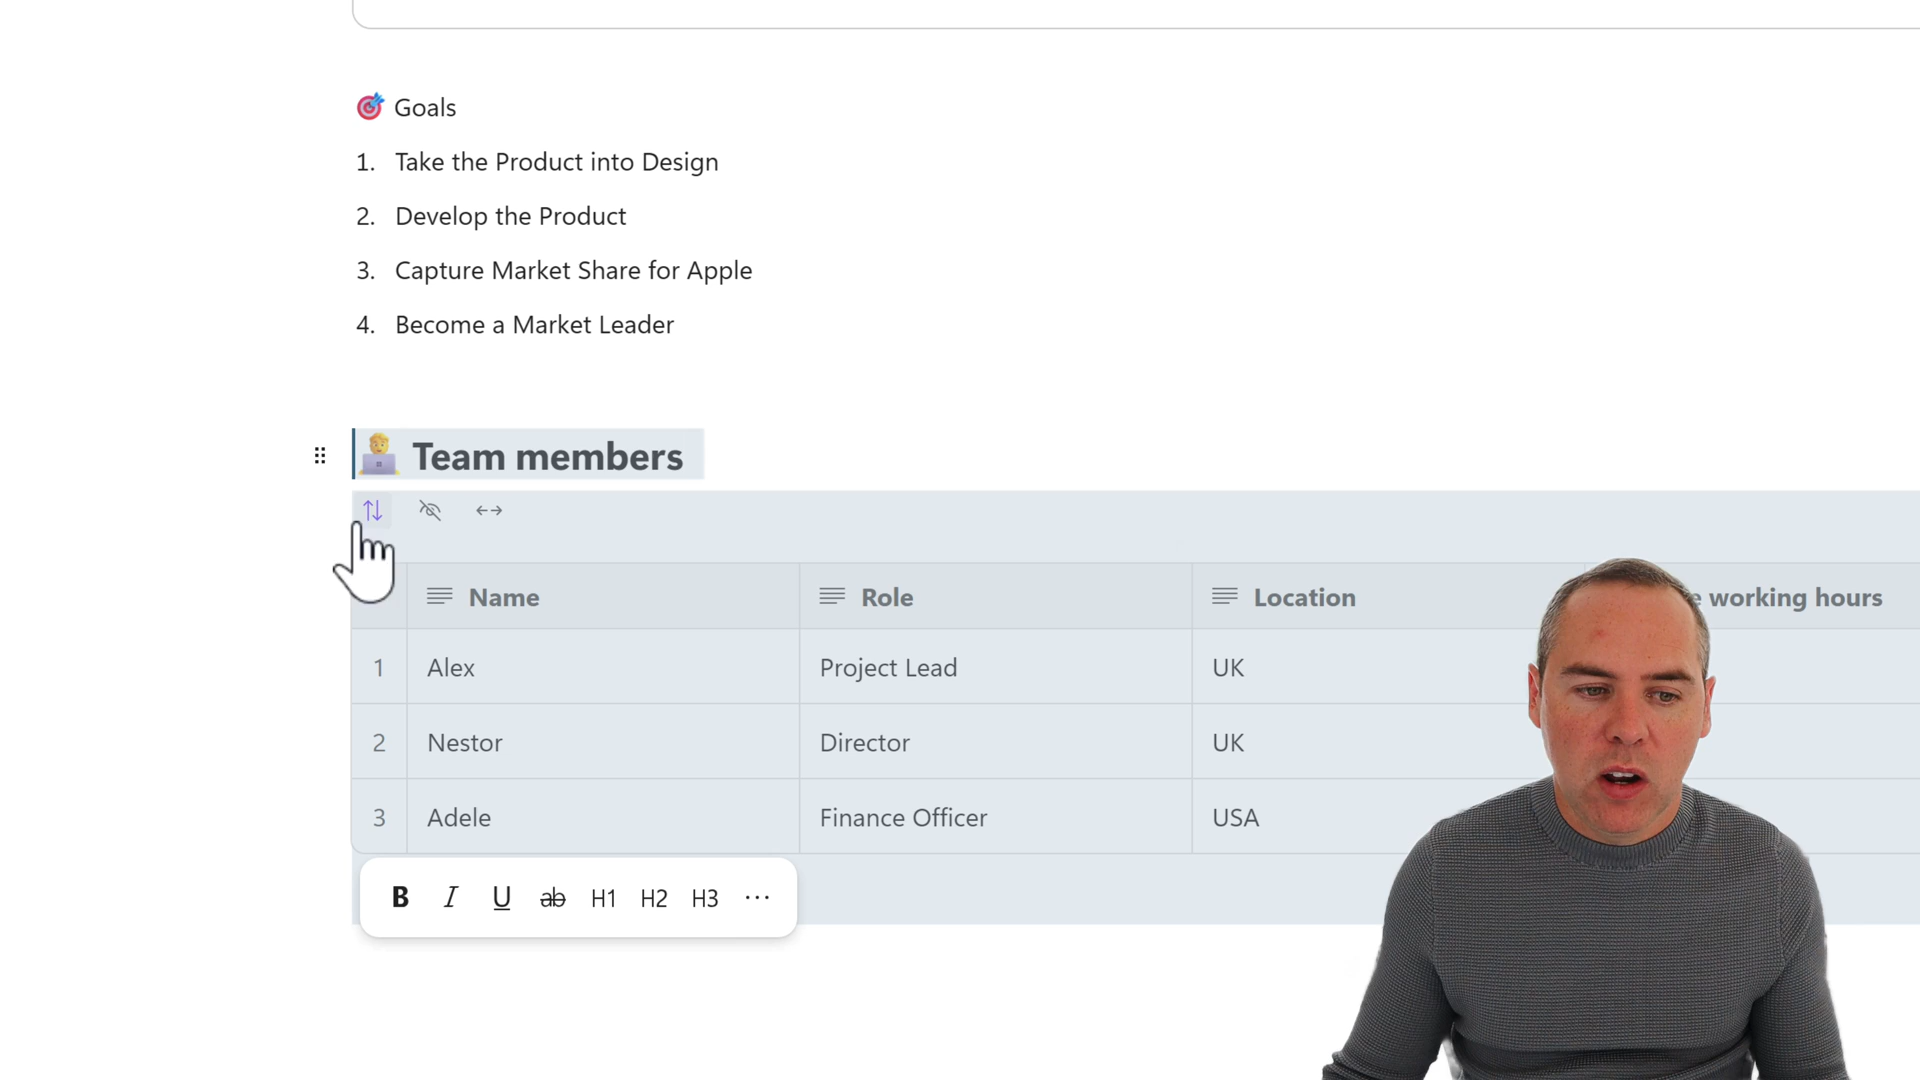 Goals
1. Take the Product into Design
2. Develop the Product
3. Capture Market Share for Apple
4. Become a Market Leader
Team members
Name Role Location working hours
1 Alex Project Lead UK
2 Nestor Director UK
3 Adele Finance Officer USA
B I U ab H1 H2 H3 ...